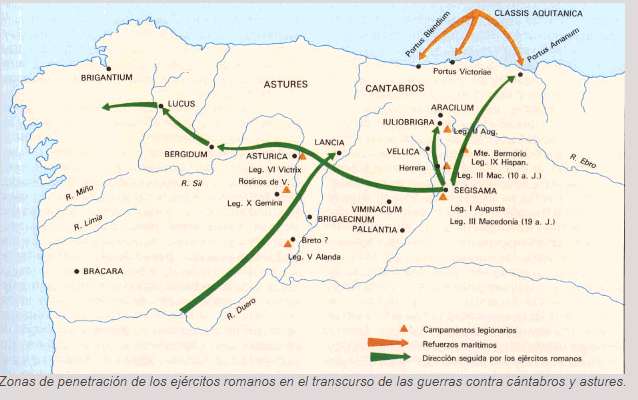 CLASSIS AQUITANICA
Portus Blendium
Portus Victoriae
Portus Amanum
BRIGANTIUM
ASTURES
CANTABROS
LUCUS
ARACILUM
IULIOBRIGRA
Leg. II Aug.
BERGIDUM
ASTURICA
LANCIA
VELLICA
Mte. Bermorio
Leg. IX Hispan.
Leg. VI Victrix
Herrera
Leg. III Mac. (10 a. J.)
R. Ebro
R. Miño
R. Sil
Rosinos de V.
SEGISAMA
Leg. X Gemina
VIMINACIUM
Leg. I Augusta
R. Limia
BRIGAECINUM
PALLANTIA
Leg. III Macedonia (19 a. J.)
Breto ?
Leg. V Alanda
BRACARA
R. Duero
Campamentos legionarios
Refuerzos marítimos
Dirección seguida por los ejércitos romanos
Zonas de penetración de los ejércitos romanos en el transcurso de las guerras contra cántabros y astures.